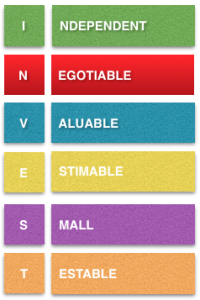 I NDEPENDENT
N EGOTIABLE
V ALUABLE
E STIMABLE
S MALL
T ESTABLE